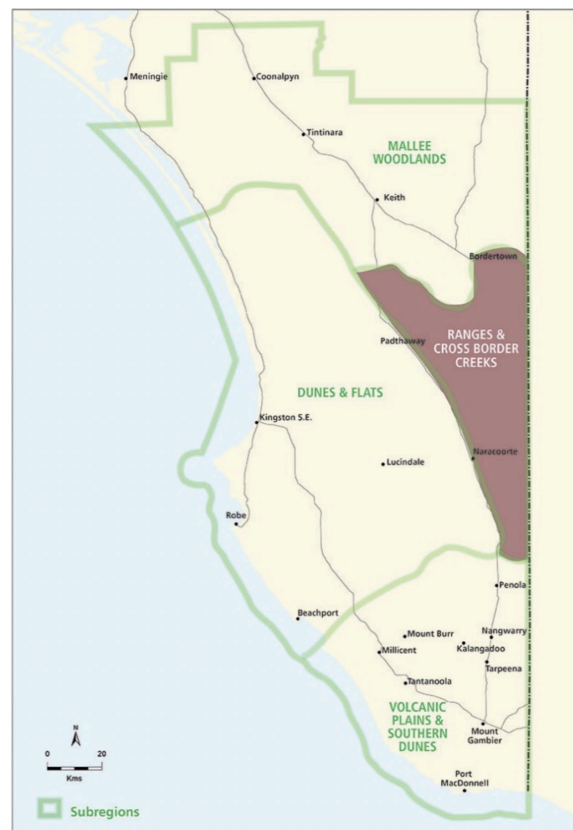 Meningie
Coonalpyn
Tintinara
MALLEE
WOODLANDS
Keith
Bordertown
RANGES &
CROSS BORDER
CREEKS
Padthaway
DUNES & FLATS
Kingston S.E.
Naracoorte
Lucindale
Robe
Penola
Beachport
Mount Burr
Nangwarry
Kalangadoo
Millicent
Tarpeena
Tantanoola
VOLCANIC
PLAINS &
SOUTHERN
DUNES
Mount
Gambier
N
0 20
Kms
Port
MacDonnell
Subregions